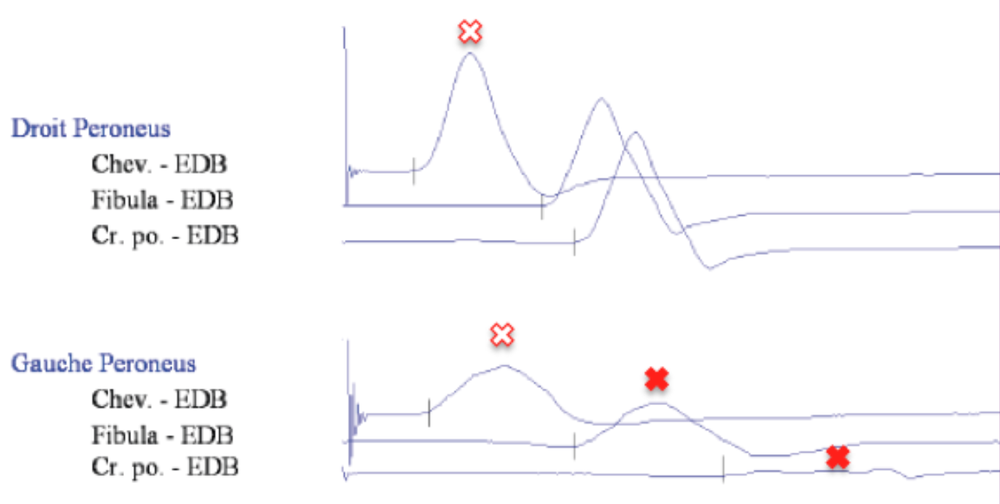 Droit Peroneus
Chev. - EDB
Fibula - EDB
Cr. po. - EDB
Gauche Peroneus
Chev. - EDB
Fibula - EDB
Cr. po. - EDB